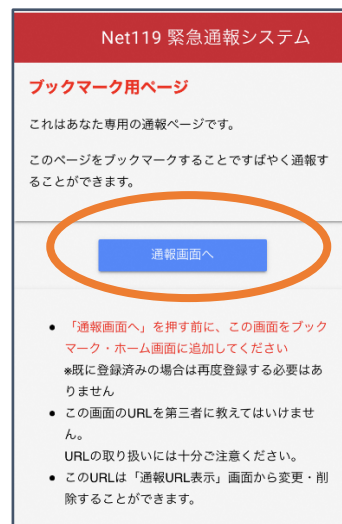 Net119 緊急通報システム
ブックマーク用ページ
これはあなた専用の通報ページです。
このページをブックマークすることですばやく通報す
ることができます。
通報画面へ
● 「通報画面へ」を押す前に、この画面をブック
マーク・ホーム画面に追加してください
※既に登録済みの場合は再度登録する必要はあ
りません
● この画面のURLを第三者に教えてはいけませ
ん。
URLの取り扱いには十分ご注意ください。
● このURLは「通報URL表示」画面から変更・削
除することができます。